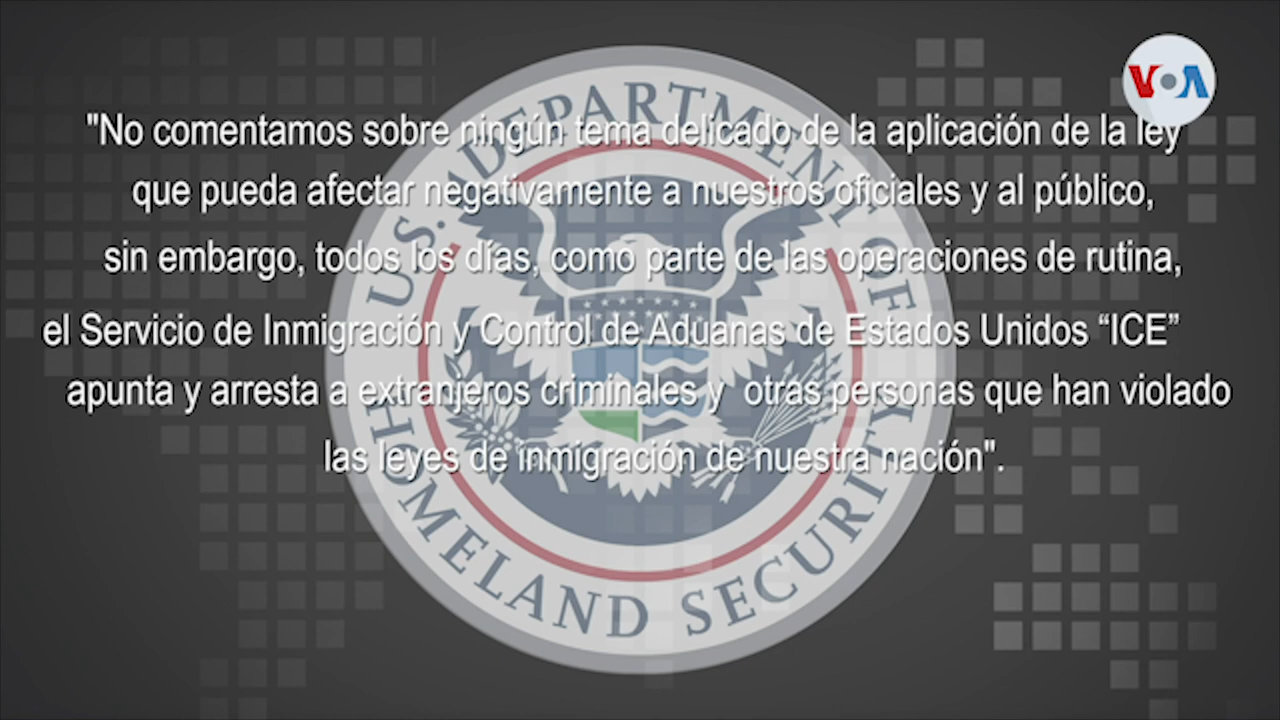 VOA
"No comentamos sobre ningún tema delicado de la aplicación de la ley
que pueda afectar negativamente a nuestros oficiales y al público,
sin embargo, todos los días, como parte de las operaciones de rutina,
el Servicio de Inmigración y Control de Aduanas de Estados Unidos “ICE”
apunta y arresta a extranjeros criminales y otras personas que han violado
las leyes de inmigración de nuestra nación".
U.S. DEPARTMENT OF
HOMELAND SECURITY